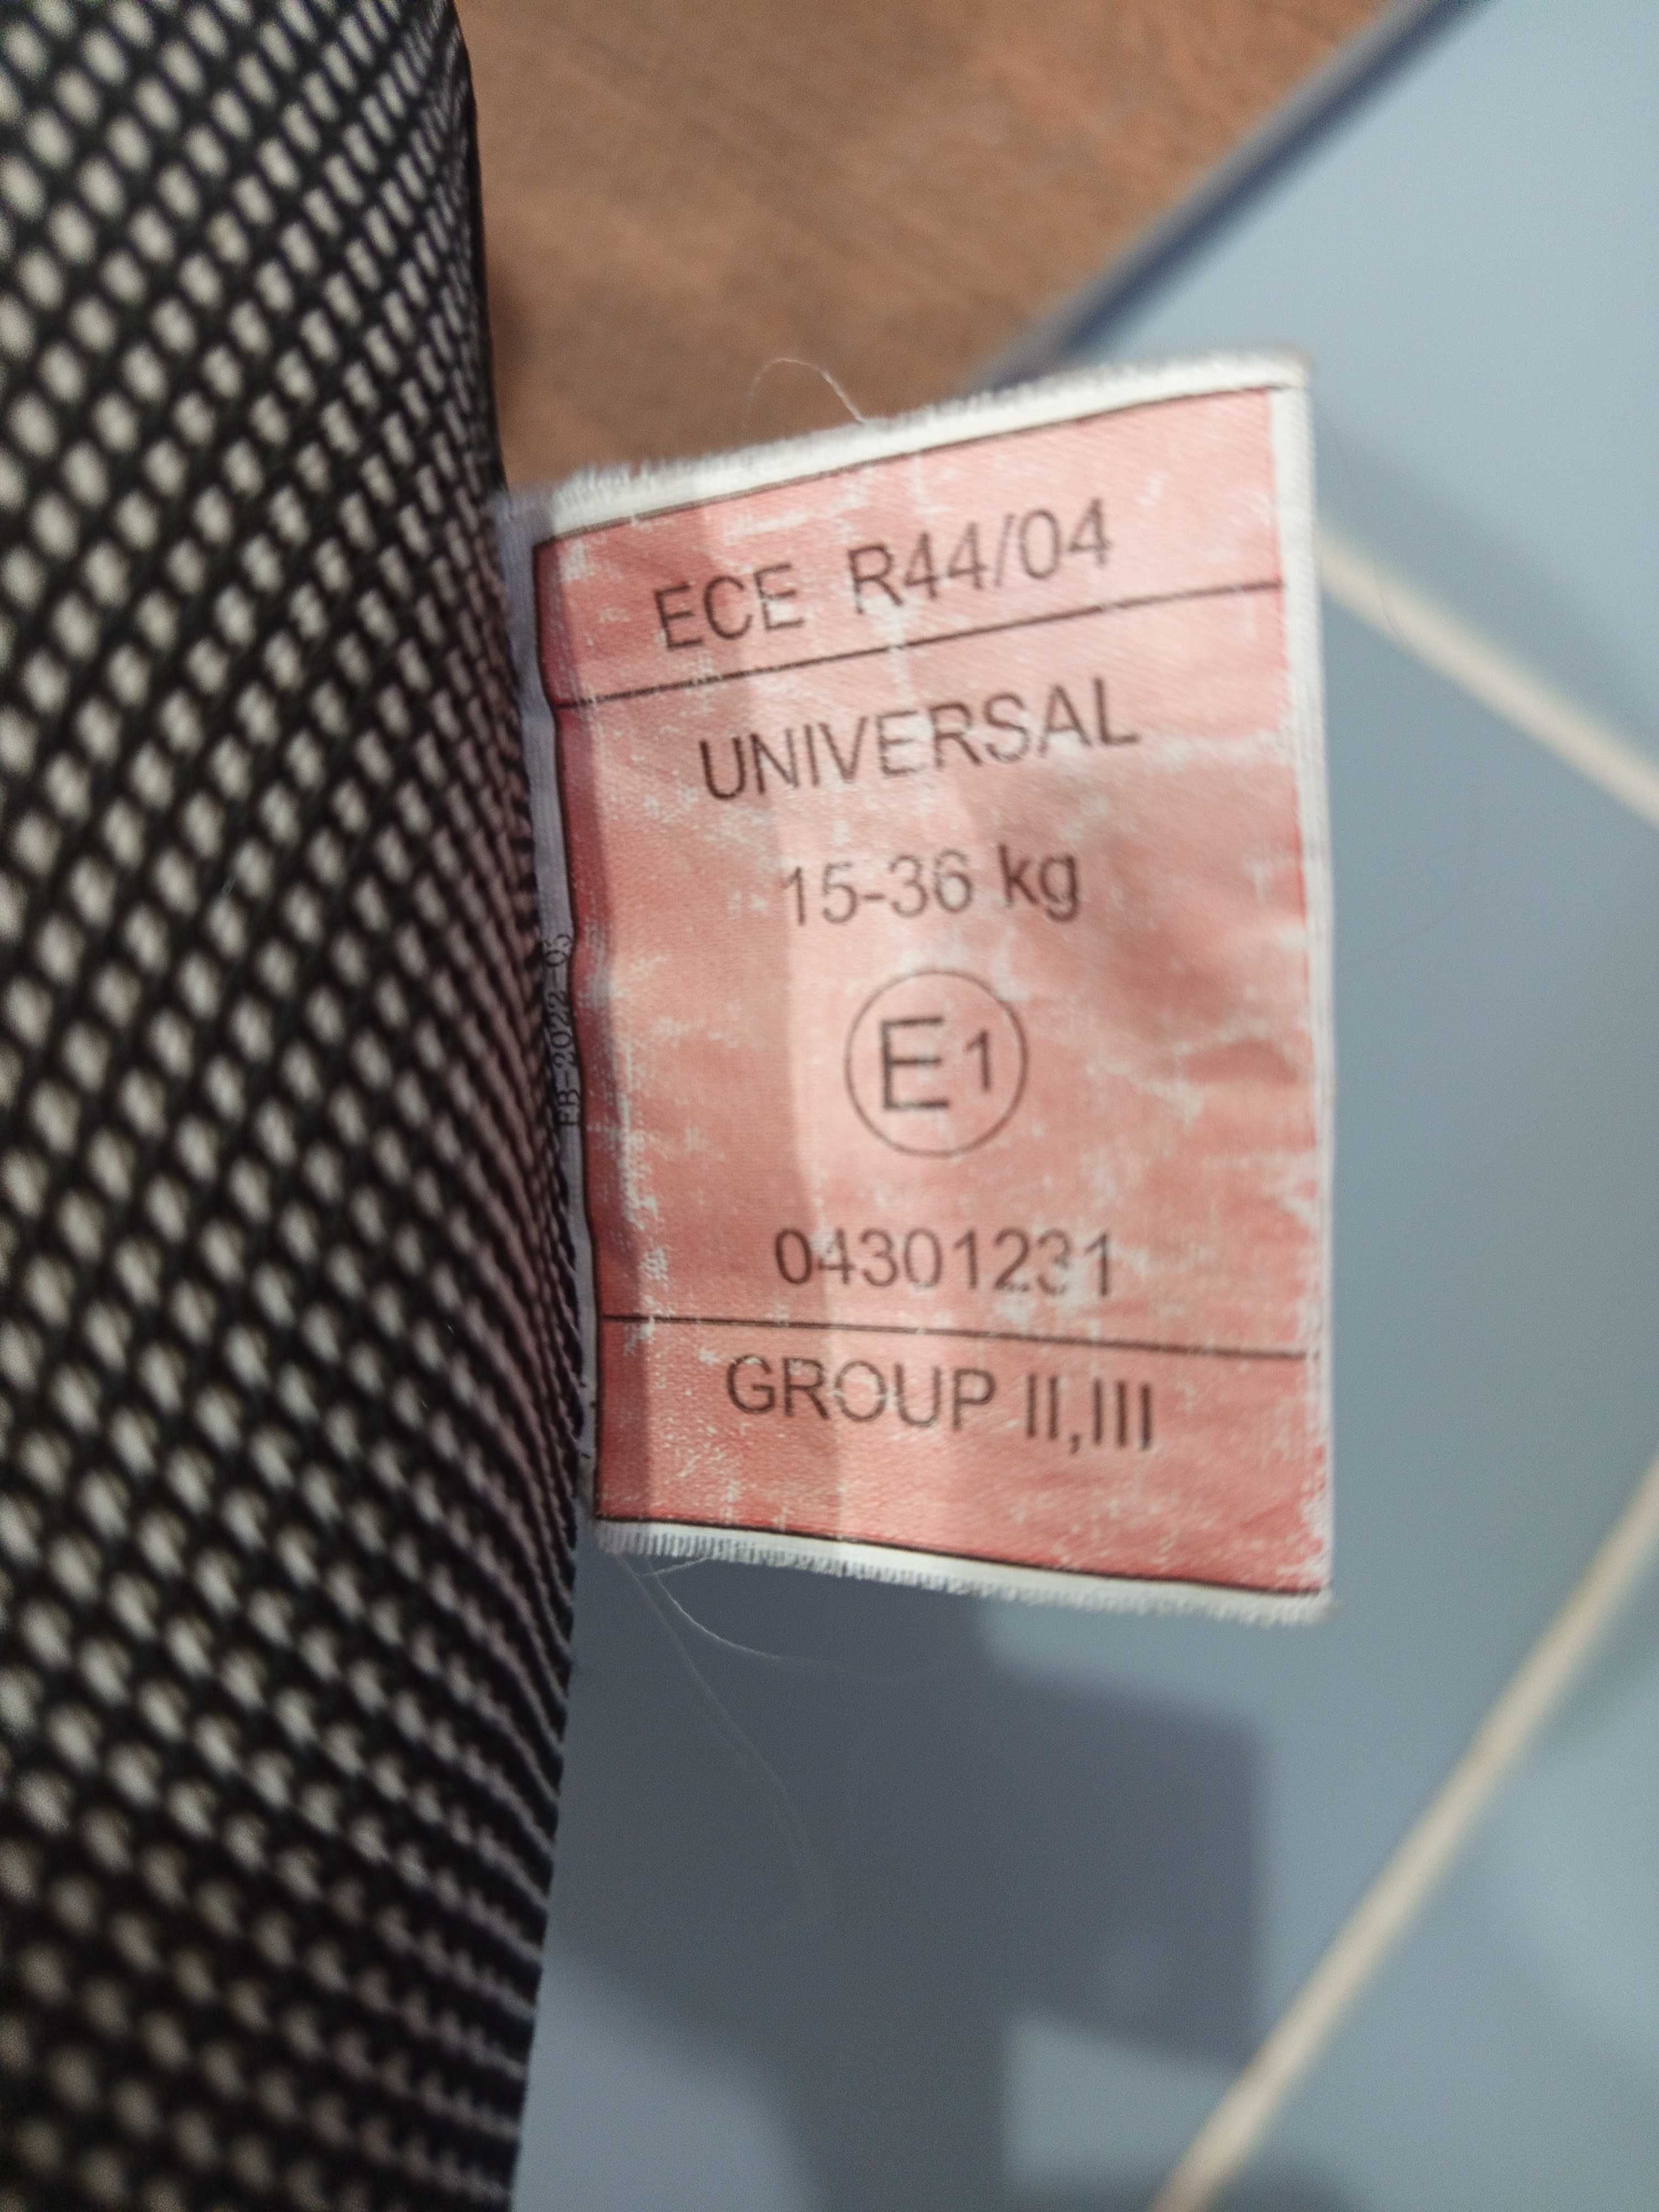 ECE R44/04
UNIVERSAL
15-36 kg
E1
04301231
GROUP II,III